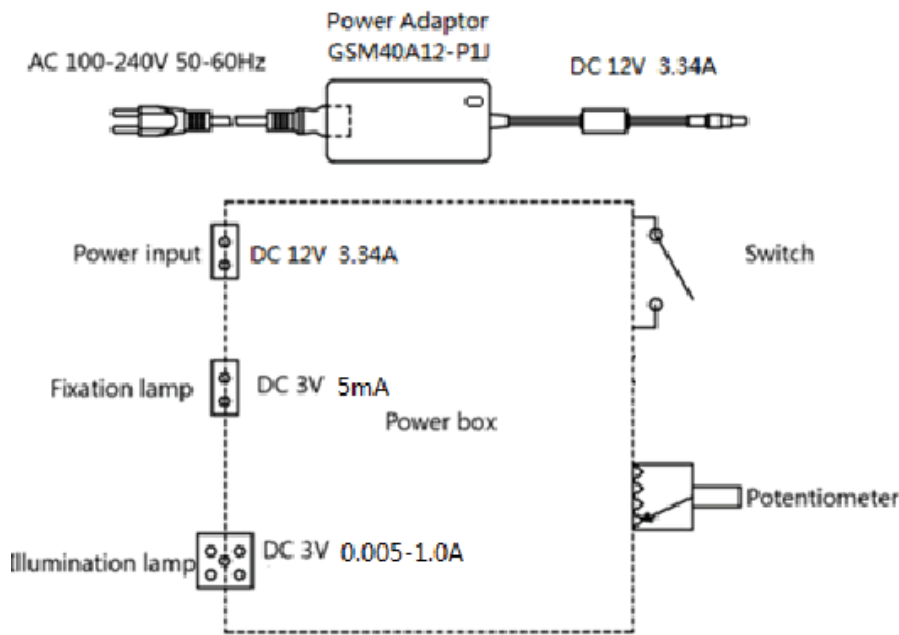 Power Adaptor
GSM40A12-P1J
AC 100-240V 50-60Hz
DC 12V 3.34A
Power input
DC 12V 3.34A
Switch
Fixation lamp
DC 3V 5mA
Power box
Potentiometer
Illumination lamp
DC 3V 0.005-1.0A